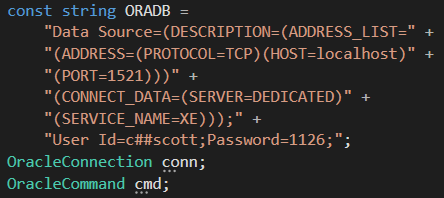 const string ORADB =
"Data Source=(DESCRIPTION=(ADDRESS_LIST=" +
"(ADDRESS=(PROTOCOL=TCP)(HOST=localhost)" +
"(PORT=1521)))" +
"(CONNECT_DATA=(SERVER=DEDICATED)" +
"(SERVICE_NAME=XE)));" +
"User Id=c##scott;Password=1126;";
OracleConnection conn;
OracleCommand cmd;